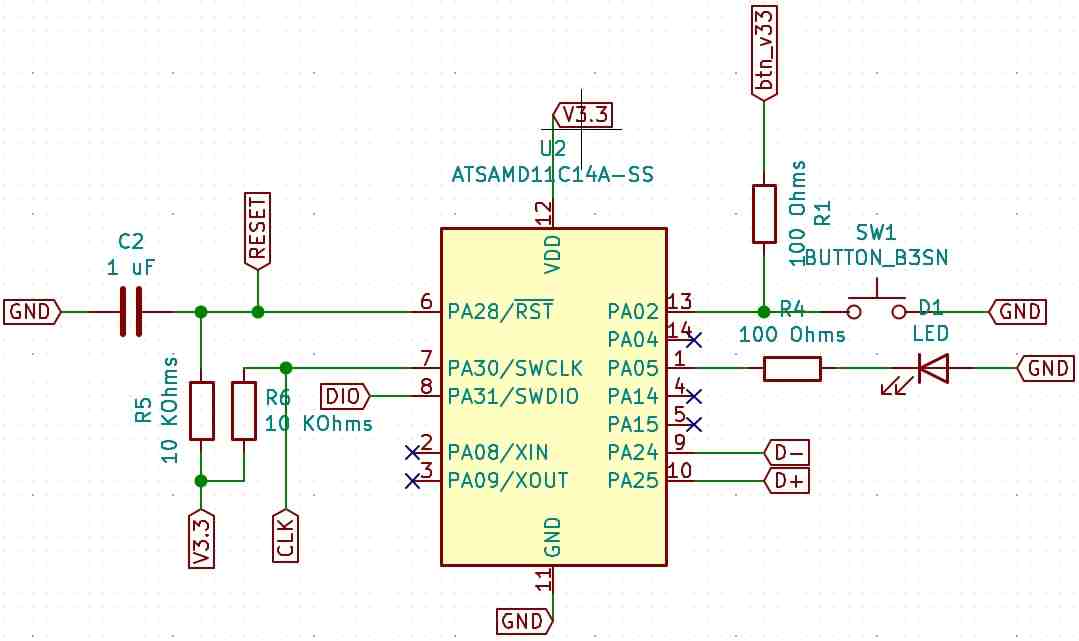 btn_v33
V3.3
U2
ATSAMD11C14A-SS
100 Ohms
R1
RESET
12
VDD
C2
1 uF
SW1
BUTTON_B3SN
GND
6
PA28/RST
PA02
13
R4
100 Ohms
D1
LED
GND
PA04
14
7
PA30/SWCLK
PA05
1
GND
R5
10 KOhms
R6
10 KOhms
DIO
8
PA31/SWDIO
PA14
4
PA15
5
2
PA08/XIN
PA24
9
D-
3
PA09/XOUT
PA25
10
D+
V3.3
CLK
GND
11
GND